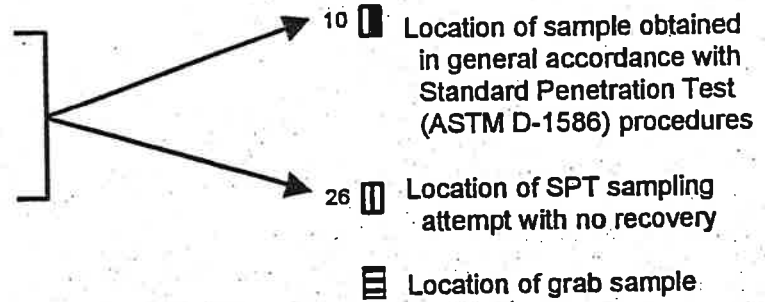 10 Location of sample obtained
in general accordance with
Standard Penetration Test
(ASTM D-1586) procedures
26 Location of SPT sampling
attempt with no recovery
Location of grab sample